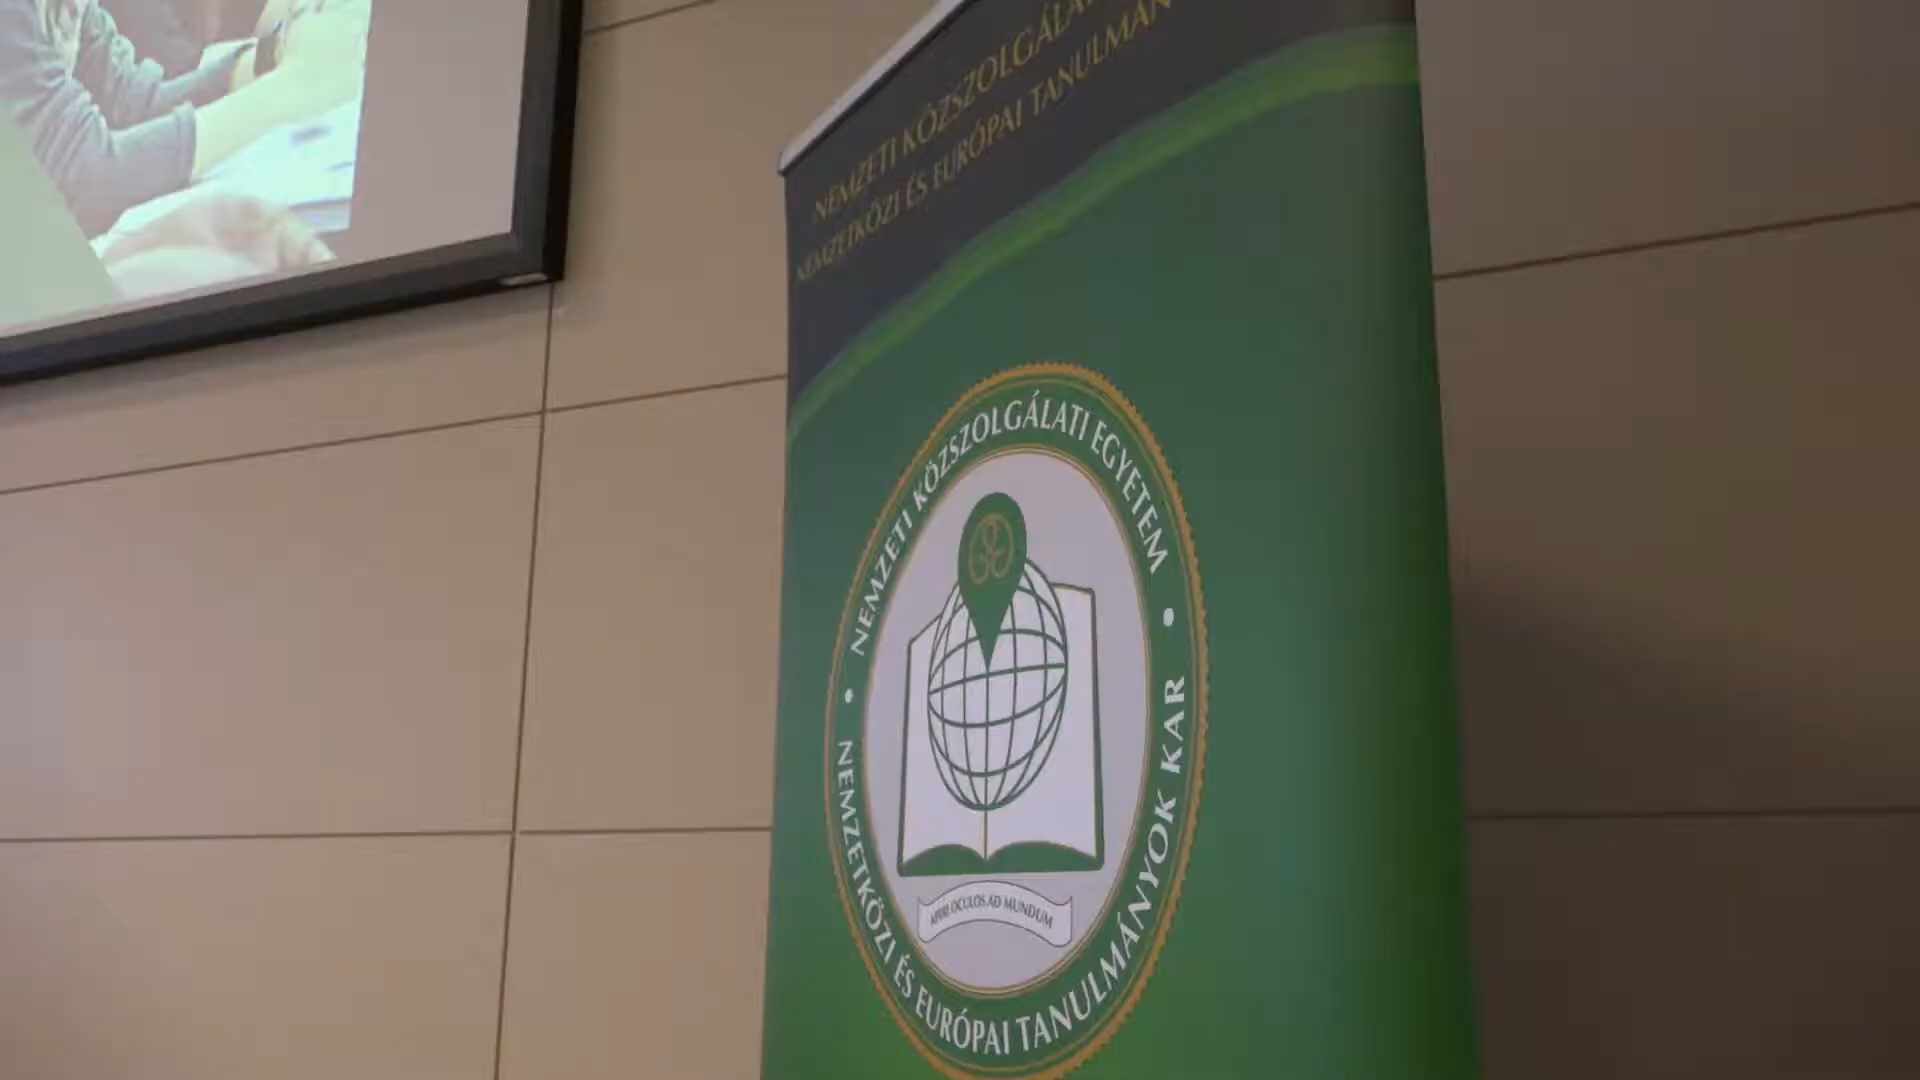 NEMZETI KÖZSZOLGÁLATI
NEMZETKÖZI ÉS EURÓPAI TANULMÁN
NEMZETI KÖZSZOLGÁLATI EGYETEM
NEMZETKÖZI ÉS EURÓPAI TANULMÁNYOK KAR
APERI OCULOS AD MUNDUM